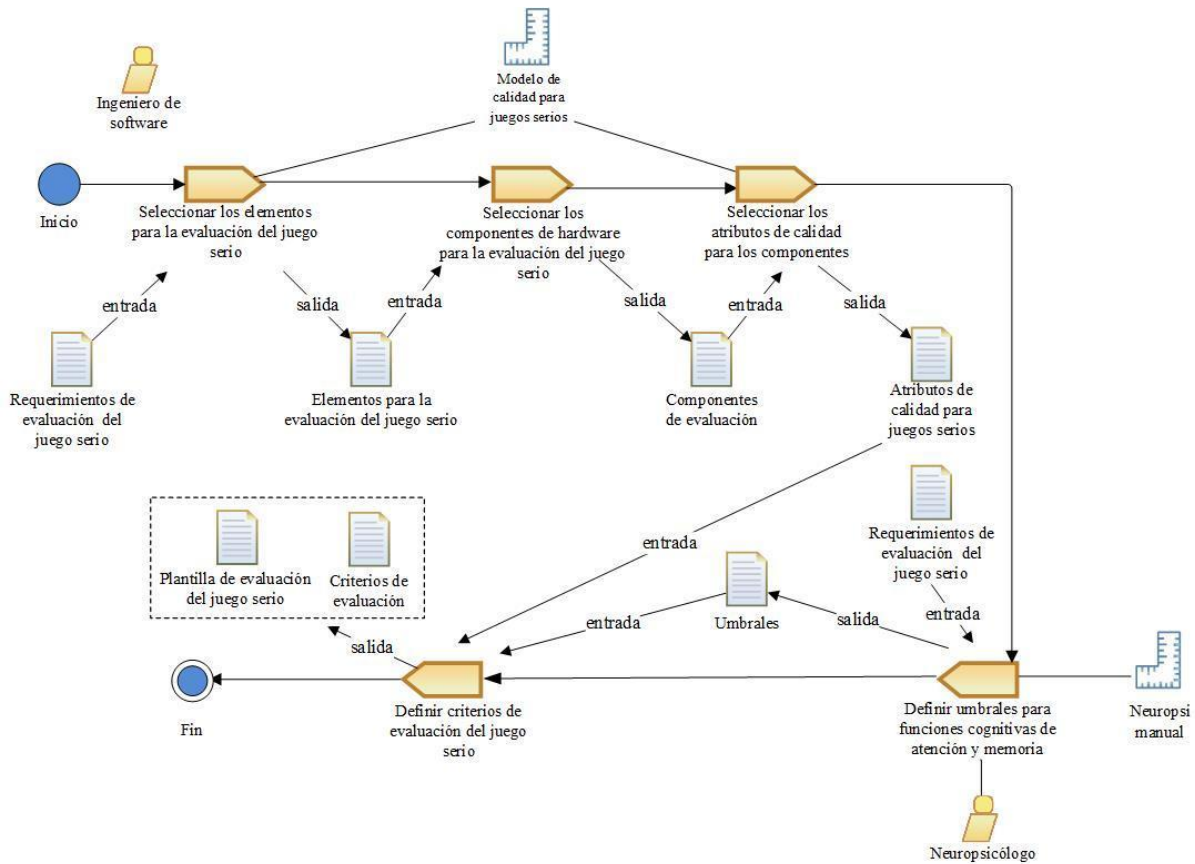 Modelo de
calidad para
juegos serios
Ingeniero de
software
Inicio
Seleccionar los elementos
para la evaluación del juego
serio
Seleccionar los
componentes de hardware
para la evaluación del juego
serio
Seleccionar los
atributos de calidad
para los componentes
entrada
salida
entrada
salida
entrada
salida
Requerimientos de
evaluación del
juego serio
Elementos para la
evaluación del juego serio
Componentes
de evaluación
Atributos de
calidad para
juegos serios
entrada
Requerimientos de
evaluación del
juego serio
entrada
Plantilla de evaluación
del juego serio
Criterios de
evaluación
Umbrales
entrada
salida
salida
Fin
Definir criterios de
evaluación del juego
serio
Definir umbrales para
funciones cognitivas de
atención y memoria
Neuropsi
manual
Neuropsicólogo